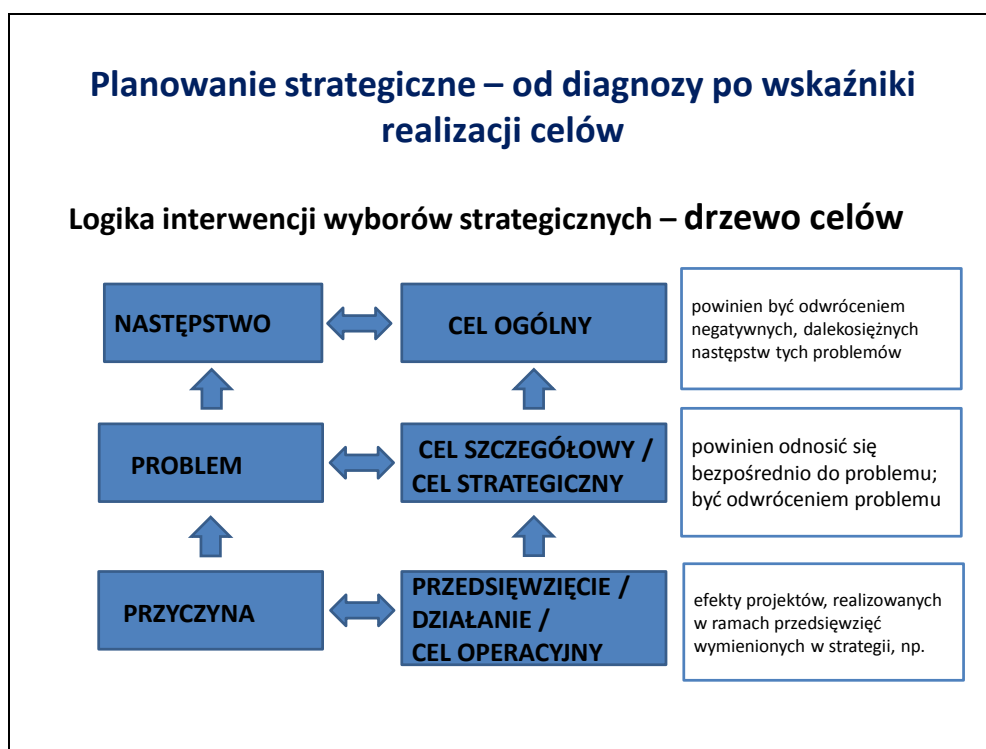 Planowanie strategiczne – od diagnozy po wskaźniki
realizacji celów
Logika interwencji wyborów strategicznych – drzewo celów
NASTĘPSTWO
CEL OGÓLNY
powinien być odwróceniem
negatywnych, dalekosiężnych
następstw tych problemów
PROBLEM
CEL SZCZEGÓŁOWY /
CEL STRATEGICZNY
powinien odnosić się
bezpośrednio do problemu;
być odwróceniem problemu
PRZYCZYNA
PRZEDSIĘWZIĘCIE /
DZIAŁANIE /
CEL OPERACYJNY
efekty projektów, realizowanych
w ramach przedsięwzięć
wymienionych w strategii, np.